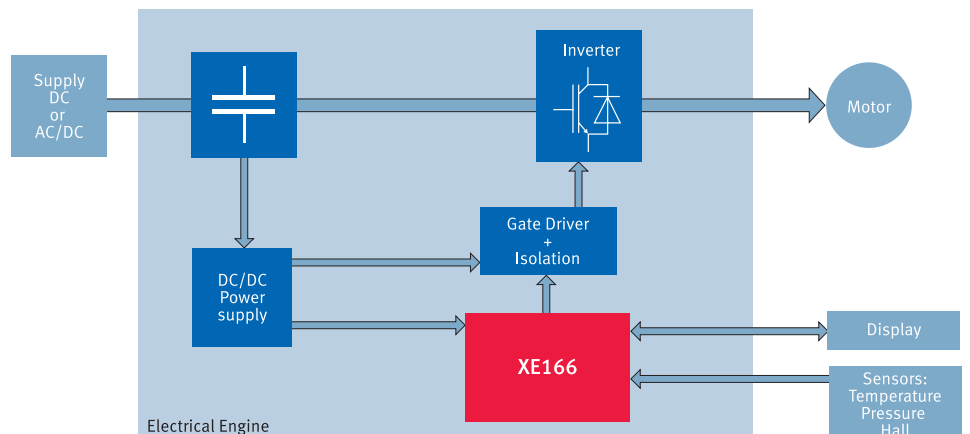 Supply
DC
or
AC/DC
Inverter
Motor
Gate Driver
+
Isolation
DC/DC
Power
supply
XE166
Display
Sensors:
Temperature
Pressure
Hall
Electrical Engine